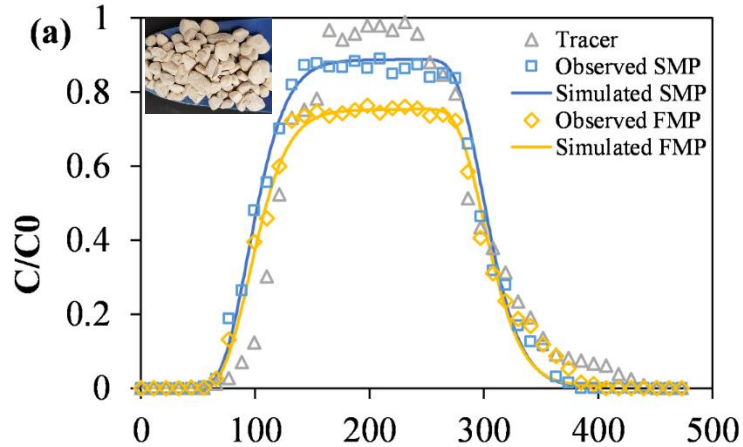 (a)
Tracer
Observed SMP
Simulated SMP
Observed FMP
Simulated FMP
C/C0
1
0.8
0.6
0.4
0.2
0
0 100 200 300 400 500